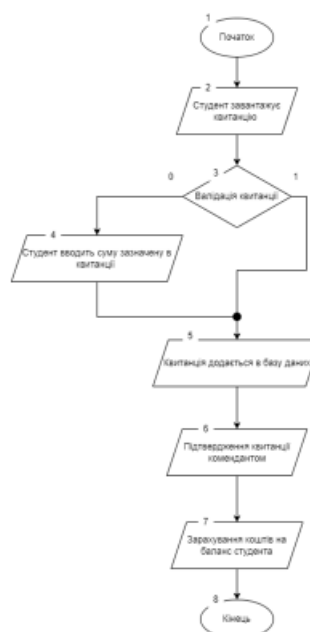 1
Початок
2
Студент завантажує
квитанцію
3
0
1
Валідація квитанції
4
Студент вводить суму зазначену в
квитанції
5
Квитанція додається в базу даних
6
Підтвердження квитанції
комендантом
7
Зарахування коштів на
баланс студента
8
Кінець